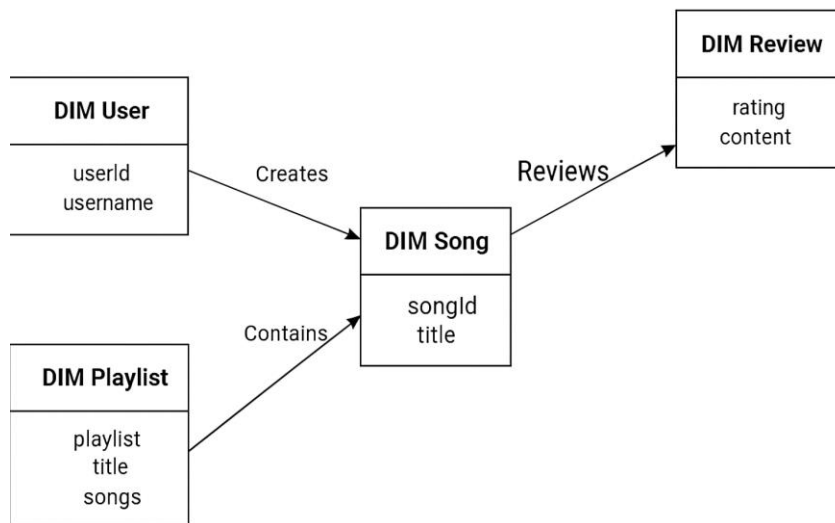 DIM User
userId
username
Creates
DIM Playlist
playlist
title
songs
Contains
DIM Song
songId
title
Reviews
DIM Review
rating
content